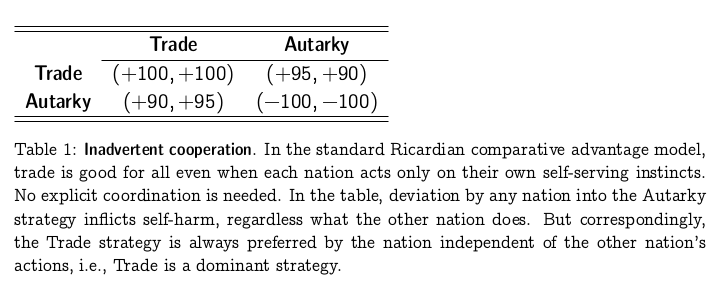 Trade Autarky
Trade (+100, +100) (+95, +90)
Autarky (+90, +95) (−100, −100)
Table 1: Inadvertent cooperation. In the standard Ricardian comparative advantage model,
trade is good for all even when each nation acts only on their own self-serving instincts.
No explicit coordination is needed. In the table, deviation by any nation into the Autarky
strategy inflicts self-harm, regardless what the other nation does. But correspondingly,
the Trade strategy is always preferred by the nation independent of the other nation's
actions, i.e., Trade is a dominant strategy.